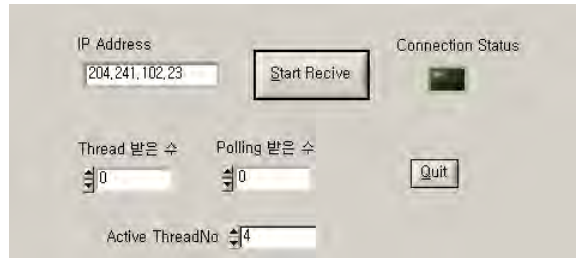 IP Address
Connection Status
204,241,102,23
Start Recive
Thread 받은 수
Polling 받은 수
0
0
Quit
Active ThreadNo
4